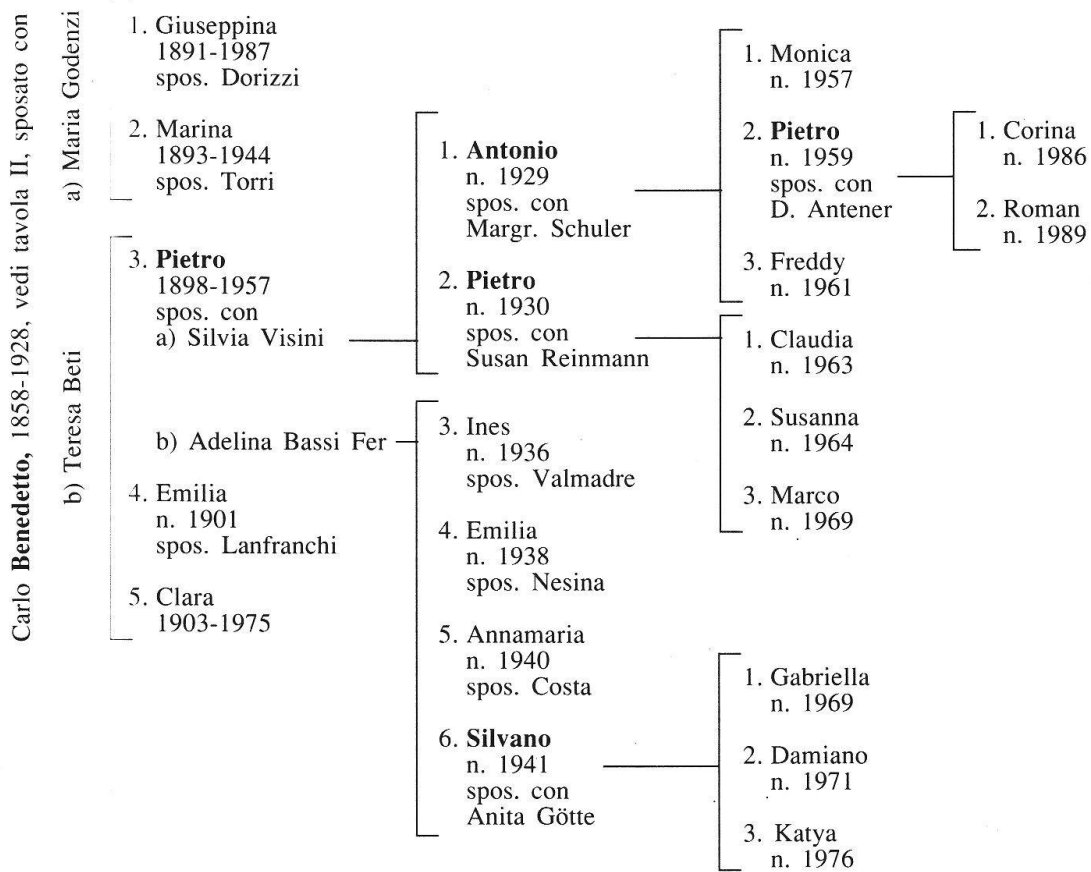 Carlo Benedetto, 1858-1928, vedi tavola II, sposato con
a) Maria Godenzi
b) Teresa Beti
1. Giuseppina
1891-1987
spos. Dorizzi
2. Marina
1893-1944
spos. Torri
3. Pietro
1898-1957
spos. con
a) Silvia Visini
b) Adelina Bassi Fer
4. Emilia
n. 1901
spos. Lanfranchi
5. Clara
1903-1975
1. Antonio
n. 1929
spos. con
Margr. Schuler
2. Pietro
n. 1930
spos. con
Susan Reinmann
3. Ines
n. 1936
spos. Valmadre
4. Emilia
n. 1938
spos. Nesina
5. Annamaria
n. 1940
spos. Costa
6. Silvano
n. 1941
spos. con
Anita Götte
1. Monica
n. 1957
2. Pietro
n. 1959
spos. con
D. Antener
3. Freddy
n. 1961
1. Claudia
n. 1963
2. Susanna
n. 1964
3. Marco
n. 1969
1. Gabriella
n. 1969
2. Damiano
n. 1971
3. Katya
n. 1976
1. Corina
n. 1986
2. Roman
n. 1989